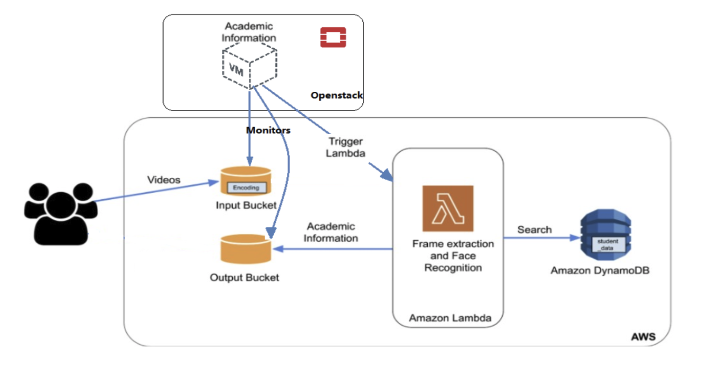 Academic
Information
VM
Openstack
Monitors
Trigger
Lambda
Videos
Encoding
Input Bucket
Academic
Information
Output Bucket
Frame extraction
and Face
Recognition
Amazon Lambda
Search
student
data
Amazon DynamoDB
AWS